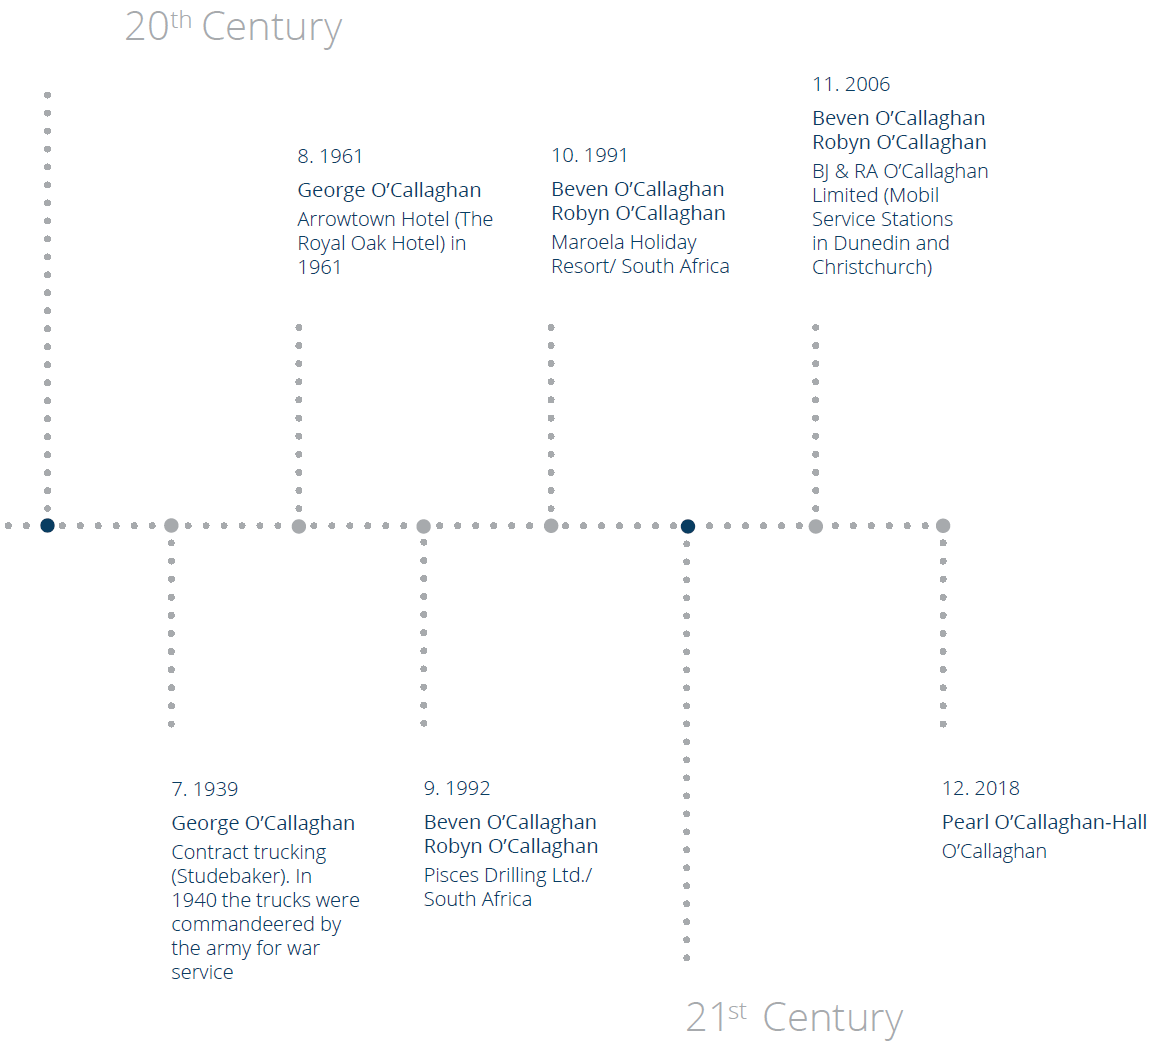 20th Century
11. 2006
Beven O’Callaghan
Robyn O’Callaghan
BJ & RA O’Callaghan
Limited (Mobil
Service Stations
in Dunedin and
Christchurch)
8. 1961
George O’Callaghan
Arrowtown Hotel (The
Royal Oak Hotel) in
1961
10. 1991
Beven O’Callaghan
Robyn O’Callaghan
Maroela Holiday
Resort/ South Africa
7. 1939
George O’Callaghan
Contract trucking
(Studebaker). In
1940 the trucks were
commandeered by
the army for war
service
9. 1992
Beven O’Callaghan
Robyn O’Callaghan
Pisces Drilling Ltd./
South Africa
12. 2018
Pearl O’Callaghan-Hall
O’Callaghan
21st Century